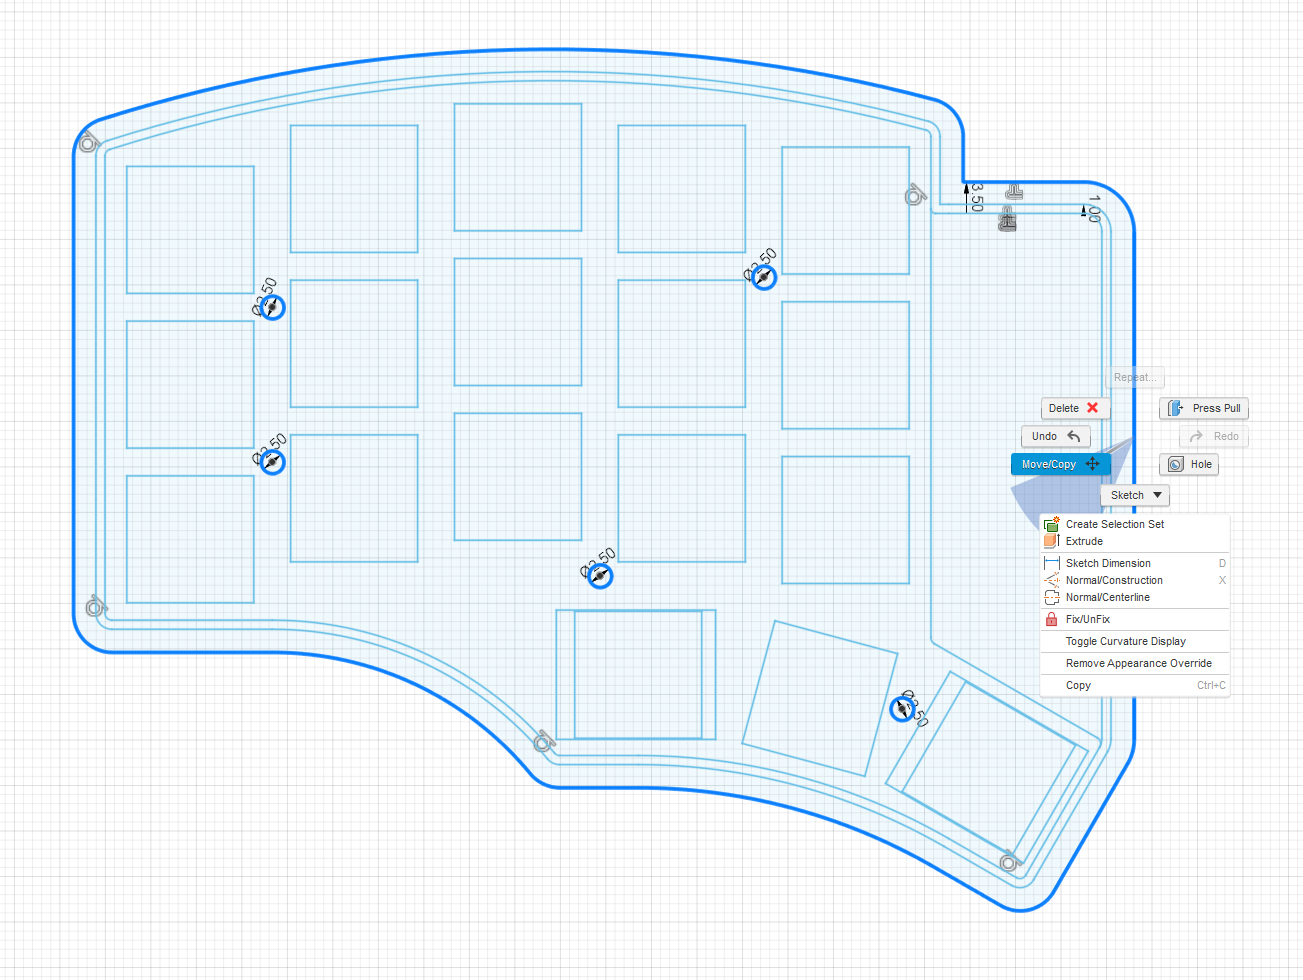 3.50
1.00
Ø2.50
Ø2.50
Repeat...
Delete
Press Pull
Undo
Redo
Ø2.50
Move/Copy
Hole
Sketch
Create Selection Set
Extrude
Ø2.50
Sketch Dimension D
Normal/Construction X
Normal/Centerline
Fix/UnFix
Toggle Curvature Display
Remove Appearance Override
Copy Ctrl+C
Ø2.50